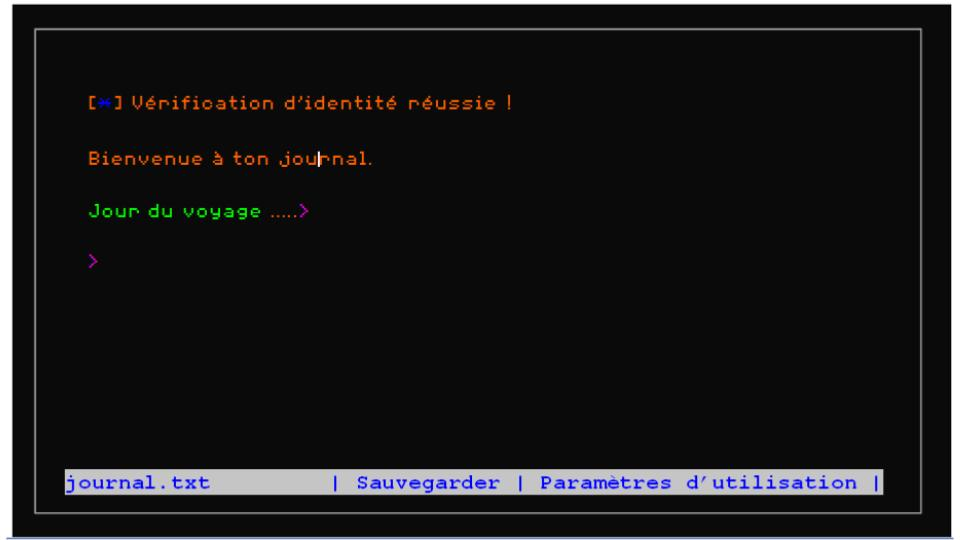 [*] Vérification d'identité réussie !
Bienvenue à ton journal.
Jour du voyage .....>
>
journal.txt | Sauvegarder | Paramètres d'utilisation |